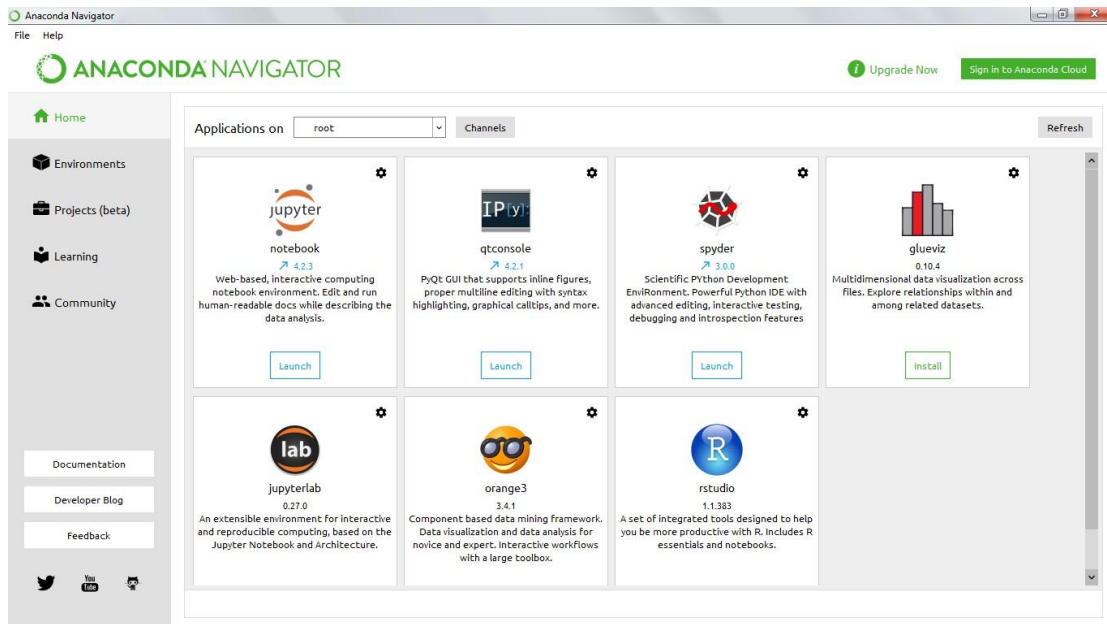 Anaconda Navigator
File Help
ANACONDA NAVIGATOR
Upgrade Now
Sign in to Anaconda Cloud
Home
Environments
Projects (beta)
Learning
Community
Documentation
Developer Blog
Feedback
You
Tube
Applications on root Channels Refresh
jupyter
notebook
4.2.3
Web-based, interactive computing
notebook environment. Edit and run
human-readable docs while describing the
data analysis.
Launch
IP[y]:
qtconsole
4.2.1
PyQt GUI that supports inline figures,
proper multiline editing with syntax
highlighting, graphical calltips, and more.
Launch
spyder
3.0.0
Scientific PYthon Development
EnviRonment. Powerful Python IDE with
advanced editing, interactive testing,
debugging and introspection features
Launch
glueviz
0.10.4
Multidimensional data visualization across
files. Explore relationships within and
among related datasets.
Install
lab
jupyterlab
0.27.0
An extensible environment for interactive
and reproducible computing, based on the
Jupyter Notebook and Architecture.
orange3
3.4.1
Component based data mining framework.
Data visualization and data analysis for
novice and expert. Interactive workflows
with a large toolbox.
R
rstudio
1.1.383
A set of integrated tools designed to help
you be more productive with R. Includes R
essentials and notebooks.